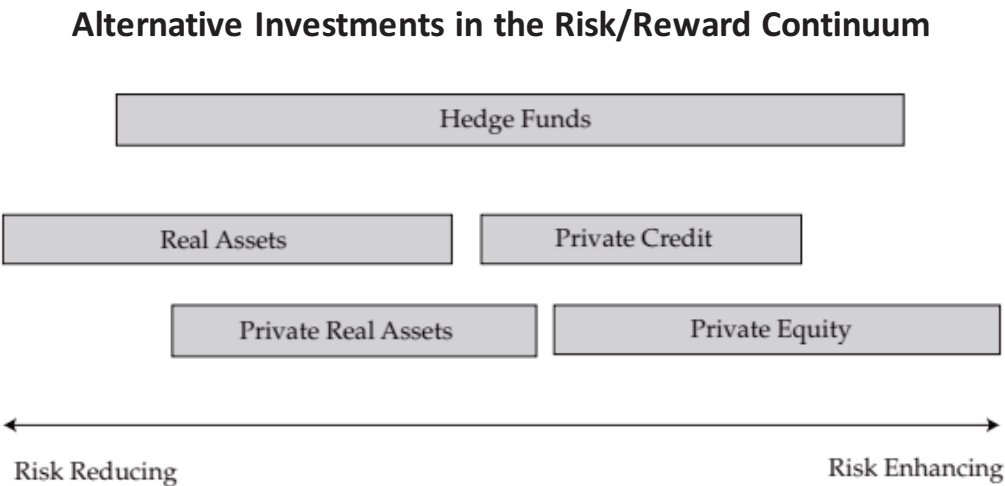 Alternative Investments in the Risk/Reward Continuum
Hedge Funds
Real Assets
Private Credit
Private Real Assets
Private Equity
Risk Reducing
Risk Enhancing